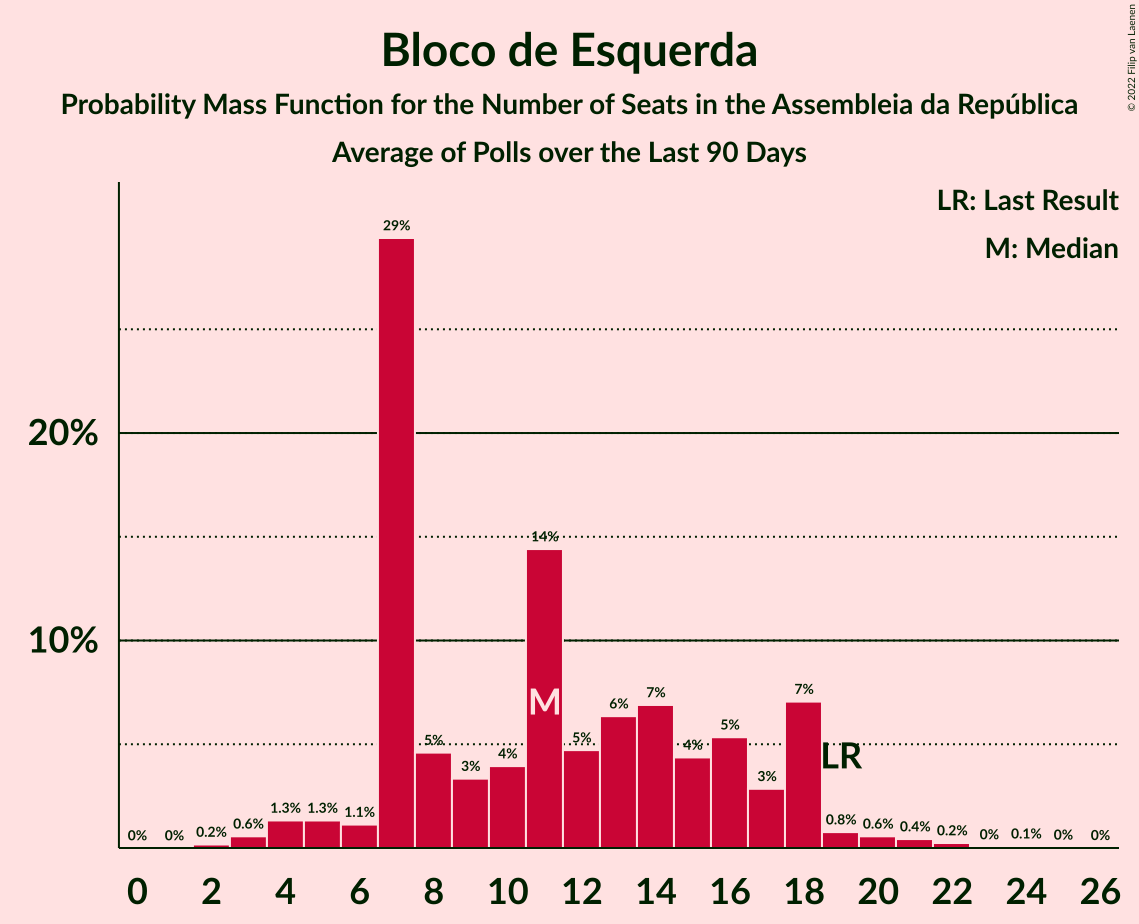 Bloco de Esquerda
Probability Mass Function for the Number of Seats in the Assembleia da República
Average of Polls over the Last 90 Days
© 2022 Filip van Laenen
LR: Last Result
M: Median
20%
10%
0% 0% 0.2% 0.6% 1.3% 1.3% 1.1% 29% 5% 3% 4% 14% 5% 6% 7% 4% 5% 3% 7% 0.8% 0.6% 0.4% 0.2% 0% 0.1% 0% 0%
M
LR
0 2 4 6 8 10 12 14 16 18 20 22 24 26